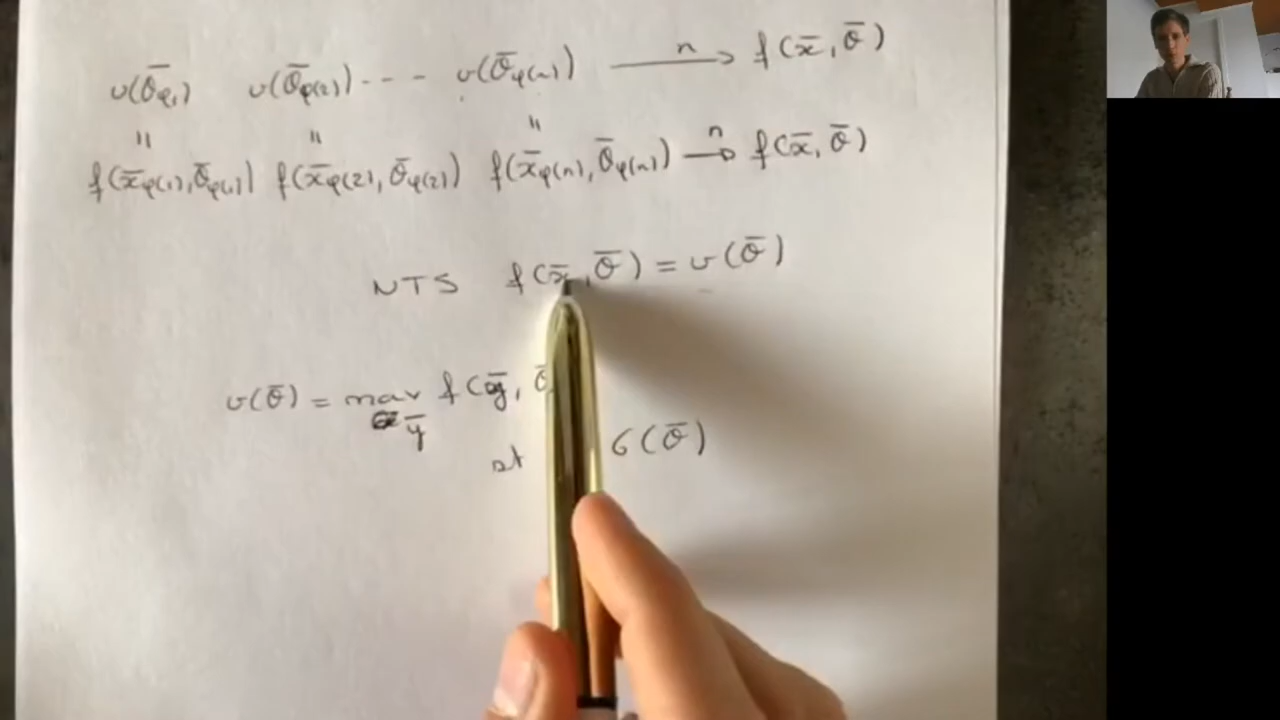 v(θ̄φ(1)) v(θ̄φ(2)) --- v(θ̄φ(n)) —n→ f(x̄, θ̄)
" " "
f(x̄φ(1), θ̄φ(1)) f(x̄φ(2), θ̄φ(2)) f(x̄φ(n), θ̄φ(n)) —n→ f(x̄, θ̄)
NTS f(x̄, θ̄) = v(θ̄)
v(θ̄) = max f(ȳ, θ̄
ȳ
st G(θ̄)